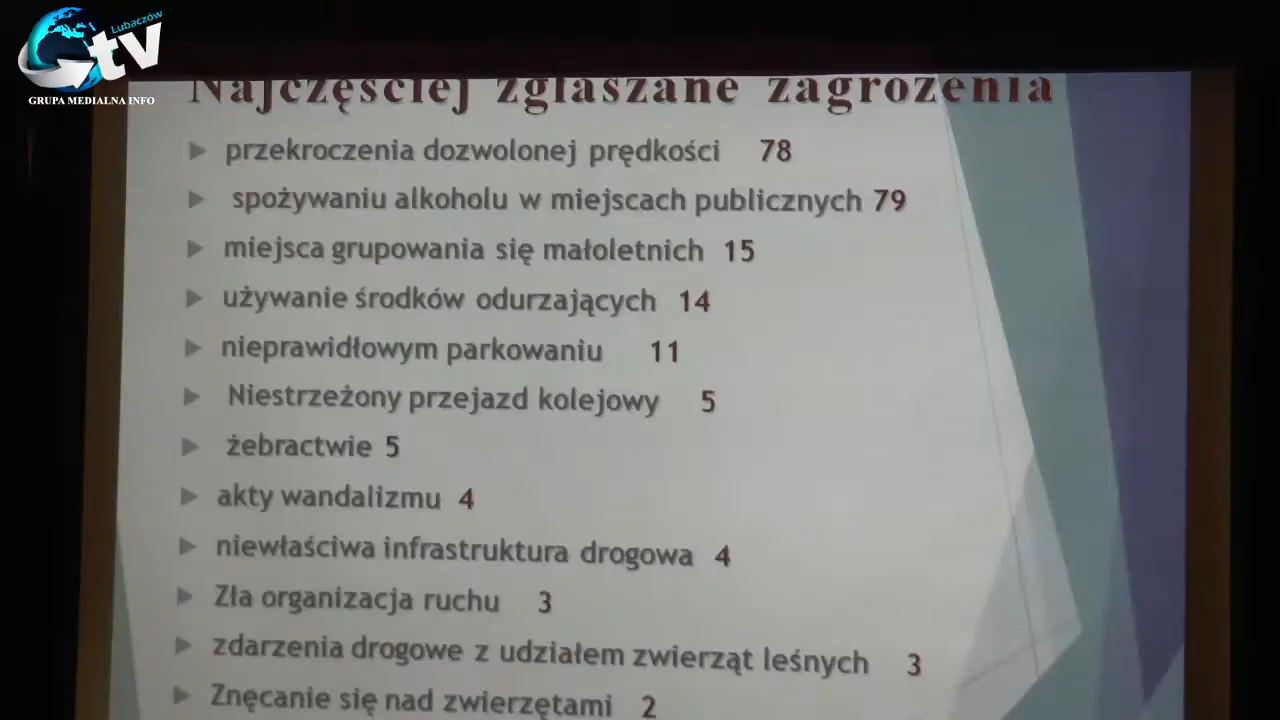 Lubaczów
tv
GRUPA MEDIALNA INFO
Najczęściej zgłaszane zagrożenia
przekroczenia dozwolonej prędkości 78
spożywaniu alkoholu w miejscach publicznych 79
miejsca grupowania się małoletnich 15
używanie środków odurzających 14
nieprawidłowym parkowaniu 11
Niestrzeżony przejazd kolejowy 5
żebractwie 5
akty wandalizmu 4
niewłaściwa infrastruktura drogowa 4
Zła organizacja ruchu 3
zdarzenia drogowe z udziałem zwierząt leśnych 3
Znęcanie się nad zwierzętami 2